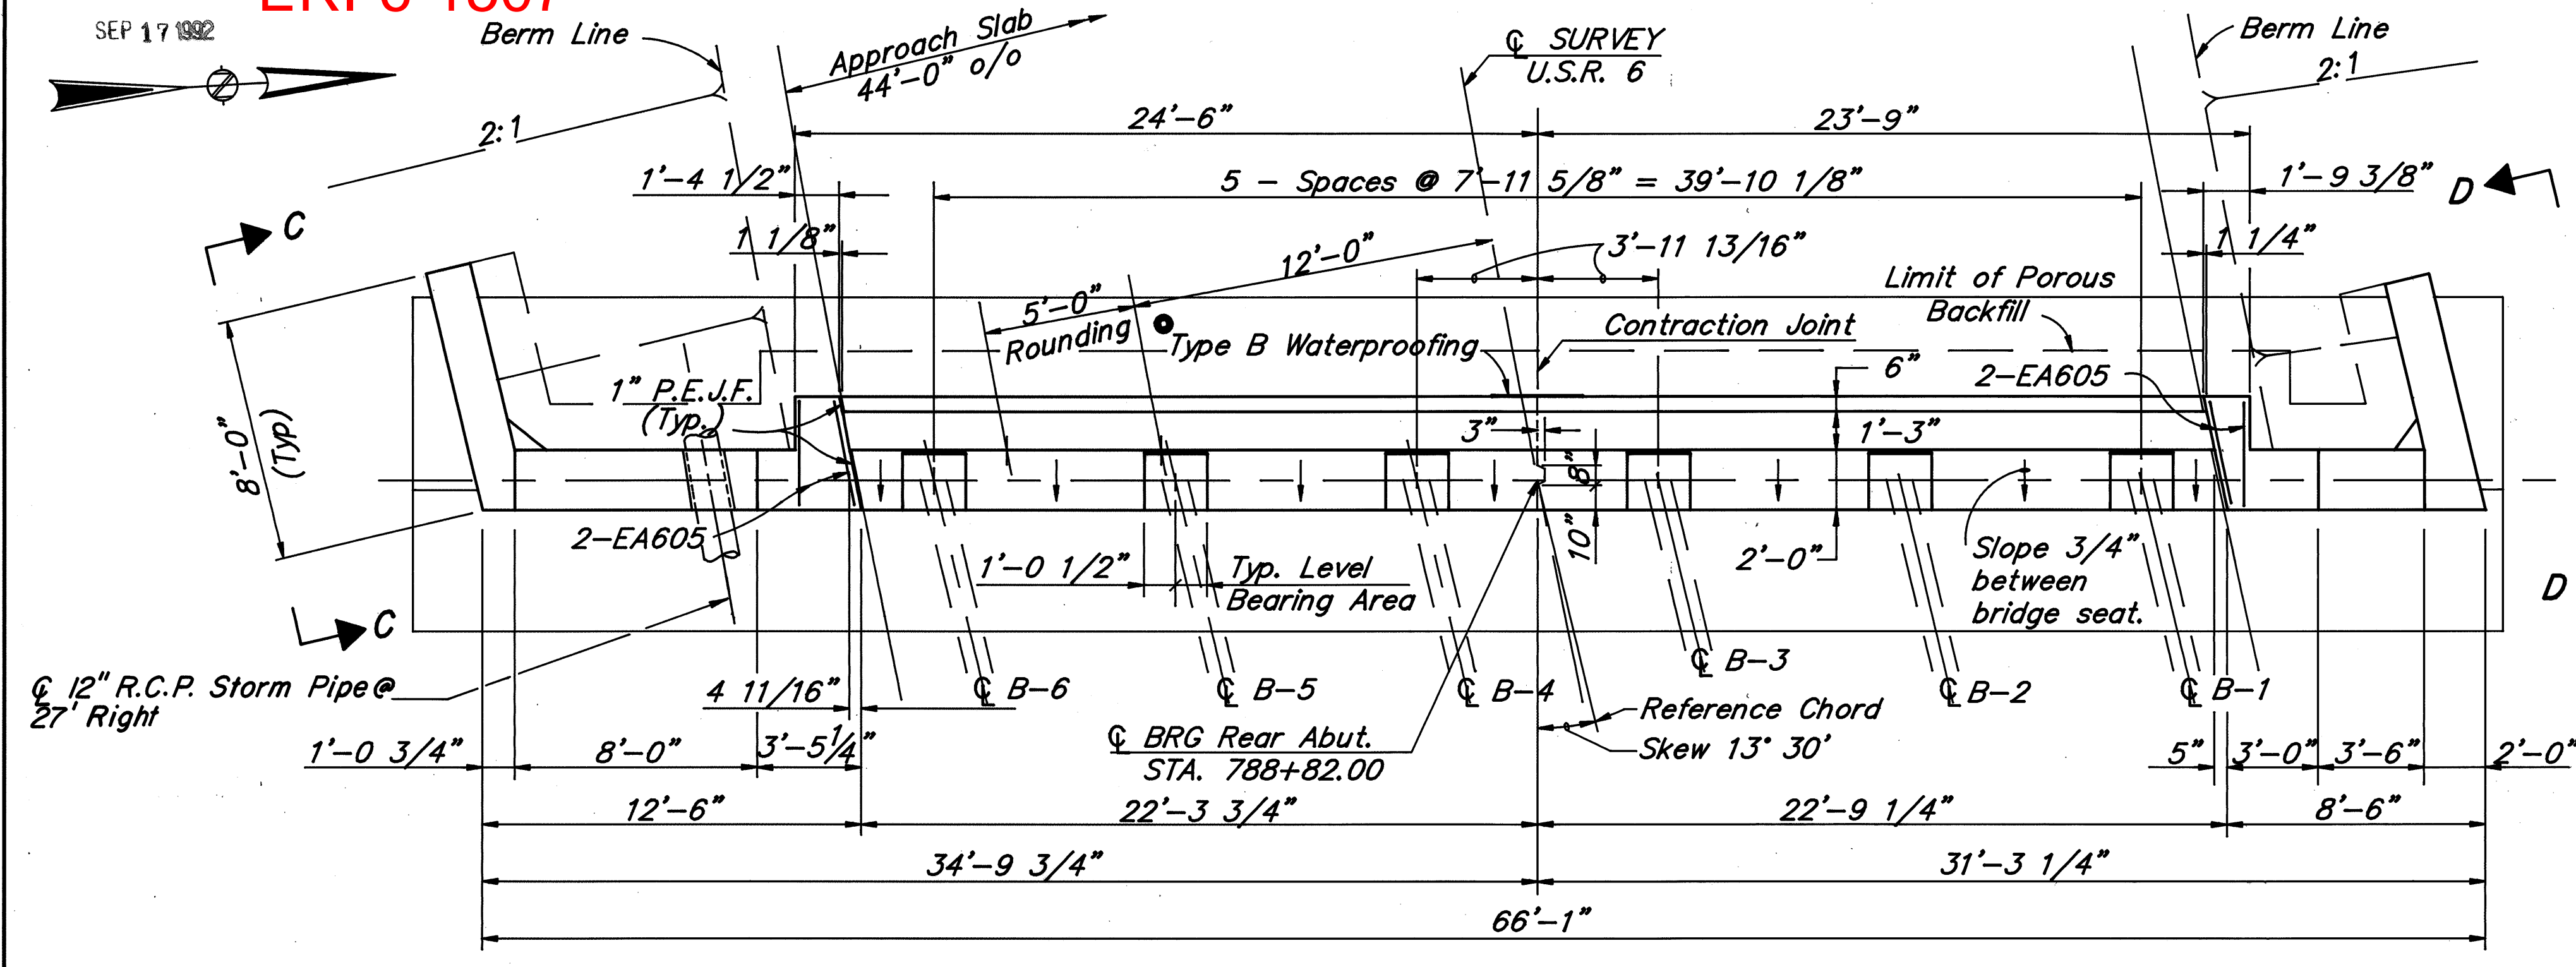 SEP 17 1992
Berm Line
Approach Slab
44'-0" o/o
℄ SURVEY
U.S.R. 6
Berm Line
2:1
2:1
24'-6"
23'-9"
1'-4 1/2"
5 - Spaces @ 7'-11 5/8" = 39'-10 1/8"
1'-9 3/8"
D
C
1 1/8"
12'-0"
3'-11 13/16"
1 1/4"
5'-0"
Rounding
Limit of Porous
Backfill
Type B Waterproofing
Contraction Joint
6"
2-EA605
1" P.E.J.F.
(Typ.)
8'-0"
(Typ)
3"
8"
1'-3"
2-EA605
10"
2'-0"
1'-0 1/2"
Typ. Level
Bearing Area
Slope 3/4"
between
bridge seat.
D
C
℄ 12" R.C.P. Storm Pipe @
27' Right
4 11/16"
℄ B-6
℄ B-5
℄ B-4
℄ B-3
℄ B-2
℄ B-1
Reference Chord
Skew 13° 30'
℄ BRG Rear Abut.
STA. 788+82.00
1'-0 3/4"
8'-0"
3'-5 1/4"
5"
3'-0"
3'-6"
2'-0"
12'-6"
22'-3 3/4"
22'-9 1/4"
8'-6"
34'-9 3/4"
31'-3 1/4"
66'-1"